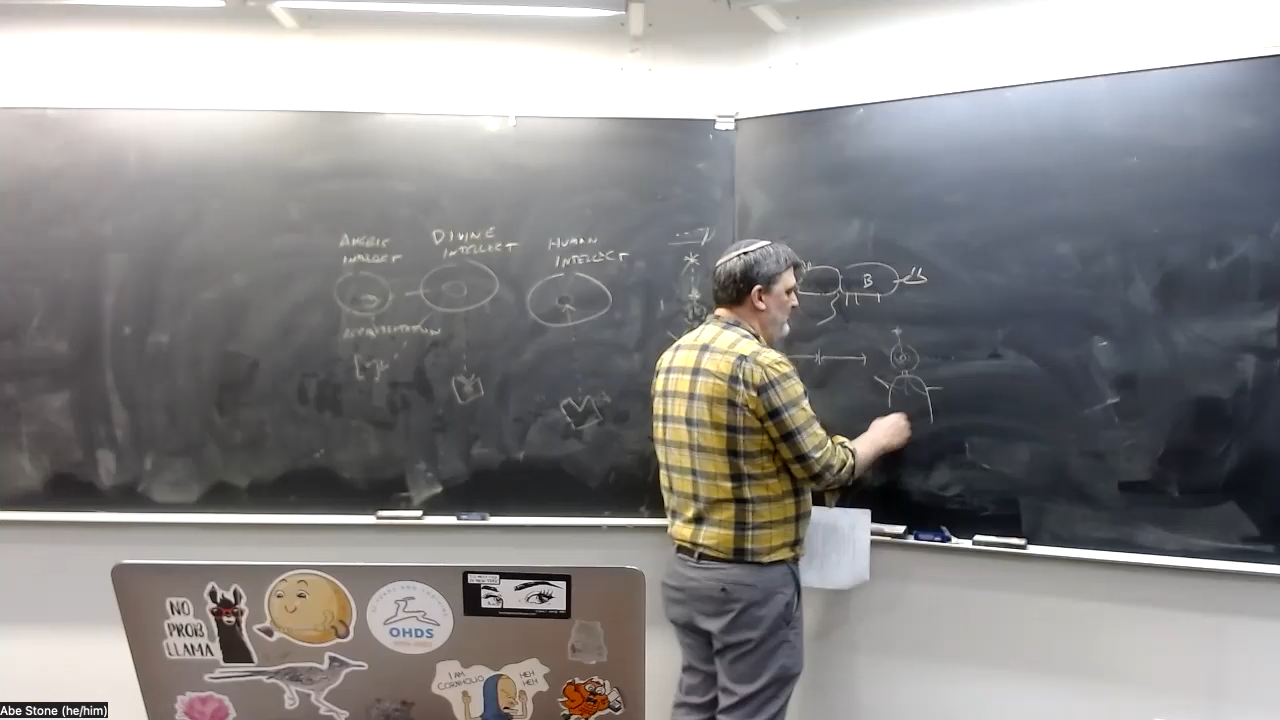 ANGELIC
INTELLECT
DIVINE
INTELLECT
HUMAN
INTELLECT
B
NO
PROB
LLAMA
OHDS
I AM
CORNHOLIO
HEH
HEH
Abe Stone (he/him)